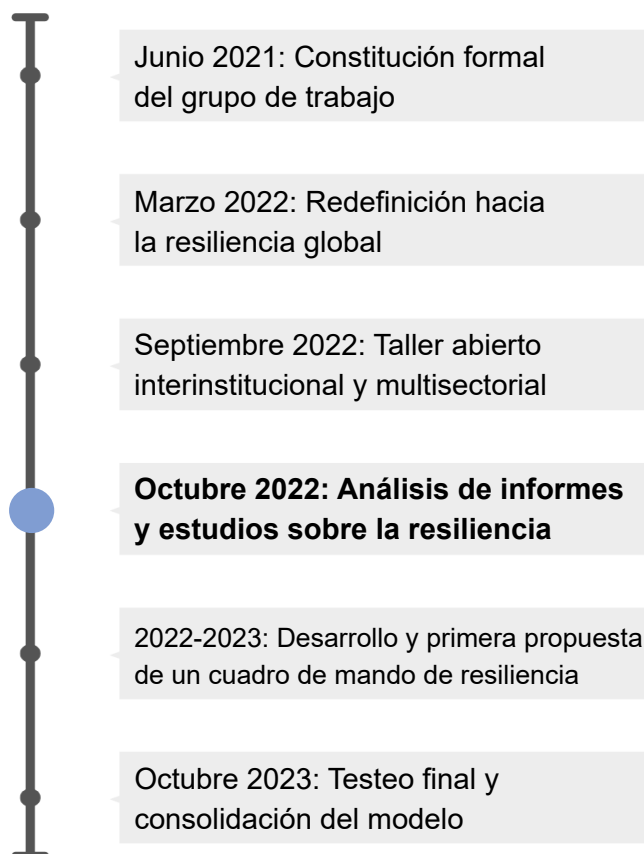 Junio 2021: Constitución formal
del grupo de trabajo
Marzo 2022: Redefinición hacia
la resiliencia global
Septiembre 2022: Taller abierto
interinstitucional y multisectorial
Octubre 2022: Análisis de informes
y estudios sobre la resiliencia
2022-2023: Desarrollo y primera propuesta
de un cuadro de mando de resiliencia
Octubre 2023: Testeo final y
consolidación del modelo